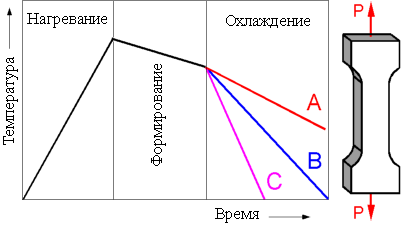 Нагревание
Охлаждение
P
Температура
Формирование
A
B
C
Время
P